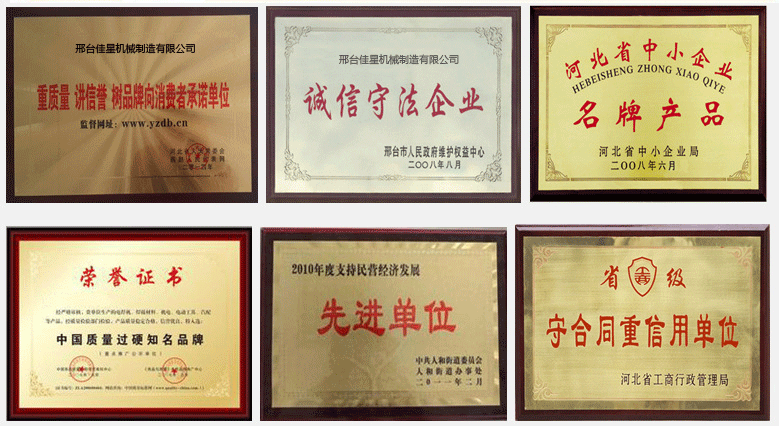 邢台佳星机械制造有限公司
重质量 讲信誉 树品牌向消费者承诺单位
监督网址：www.yzdb.cn
邢台佳星机械制造有限公司
诚信守法企业
邢台市人民政府维护权益中心
二〇〇八年八月
河北省中小企业
HEBEISHENG ZHONG XIAO QIYE
名牌产品
河北省中小企业局
二〇〇八年六月
荣誉证书
中国质量过硬知名品牌
2010年度支持民营经济发展
先进单位
中共人和街道委员会
人和街道办事处
二〇一一年二月
省级
守合同重信用单位
河北省工商行政管理局